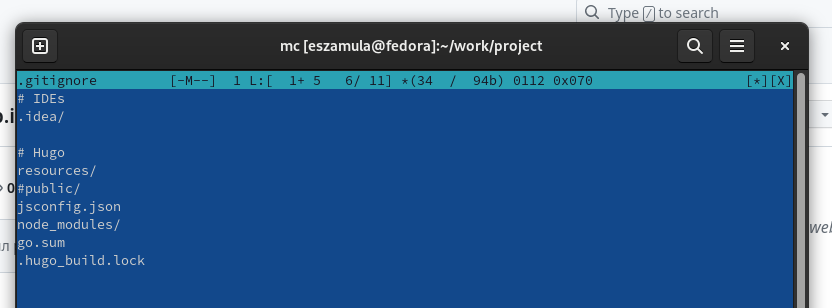 Type / to search
mc [eszamula@fedora]:~/work/project
.gitignore [-M--] 1 L:[ 1+ 5 6/ 11] *(34 / 94b) 0112 0x070 [*][X]
# IDEs
.idea/
# Hugo
resources/
#public/
jsconfig.json
node_modules/
go.sum
.hugo_build.lock